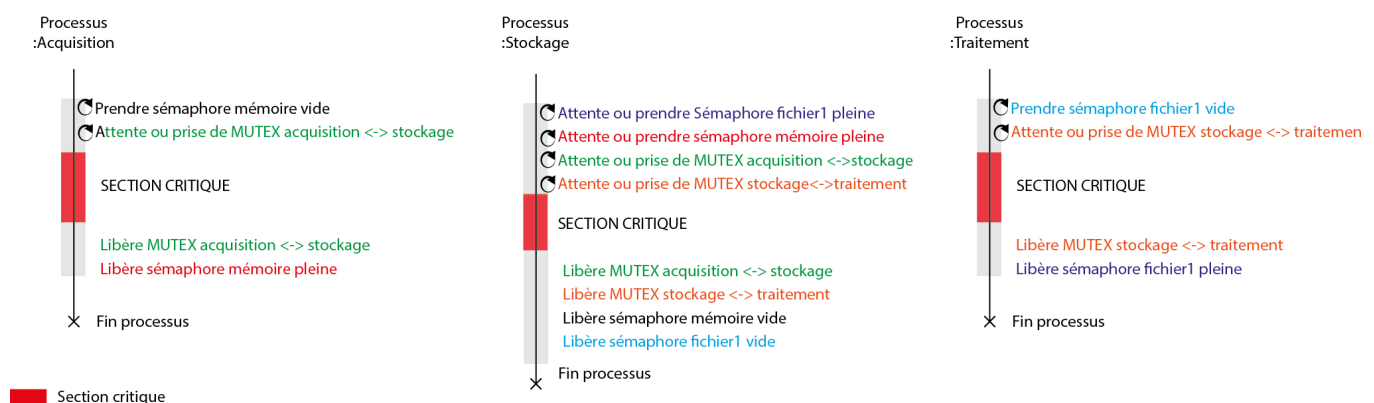 Processus
:Acquisition
Prendre sémaphore mémoire vide
Attente ou prise de MUTEX acquisition <-> stockage
SECTION CRITIQUE
Libère MUTEX acquisition <-> stockage
Libère sémaphore mémoire pleine
Fin processus
Processus
:Stockage
Attente ou prendre Sémaphore fichier1 pleine
Attente ou prendre sémaphore mémoire pleine
Attente ou prise de MUTEX acquisition <->stockage
Attente ou prise de MUTEX stockage<->traitement
SECTION CRITIQUE
Libère MUTEX acquisition <-> stockage
Libère MUTEX stockage <-> traitement
Libère sémaphore mémoire vide
Libère sémaphore fichier1 vide
Fin processus
Processus
:Traitement
Prendre sémaphore fichier1 vide
Attente ou prise de MUTEX stockage <-> traitemen
SECTION CRITIQUE
Libère MUTEX stockage <-> traitement
Libère sémaphore fichier1 pleine
Fin processus
Section critique